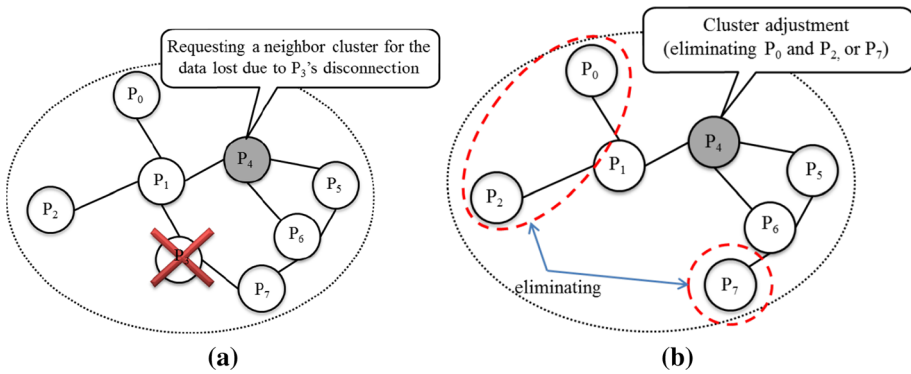 Requesting a neighbor cluster for the
data lost due to P3's disconnection
P0
P4
P1
P5
P2
P6
P7
(a)
Cluster adjustment
(eliminating P0 and P2, or P7)
P0
P4
P1
P5
P2
P6
P7
eliminating
(b)